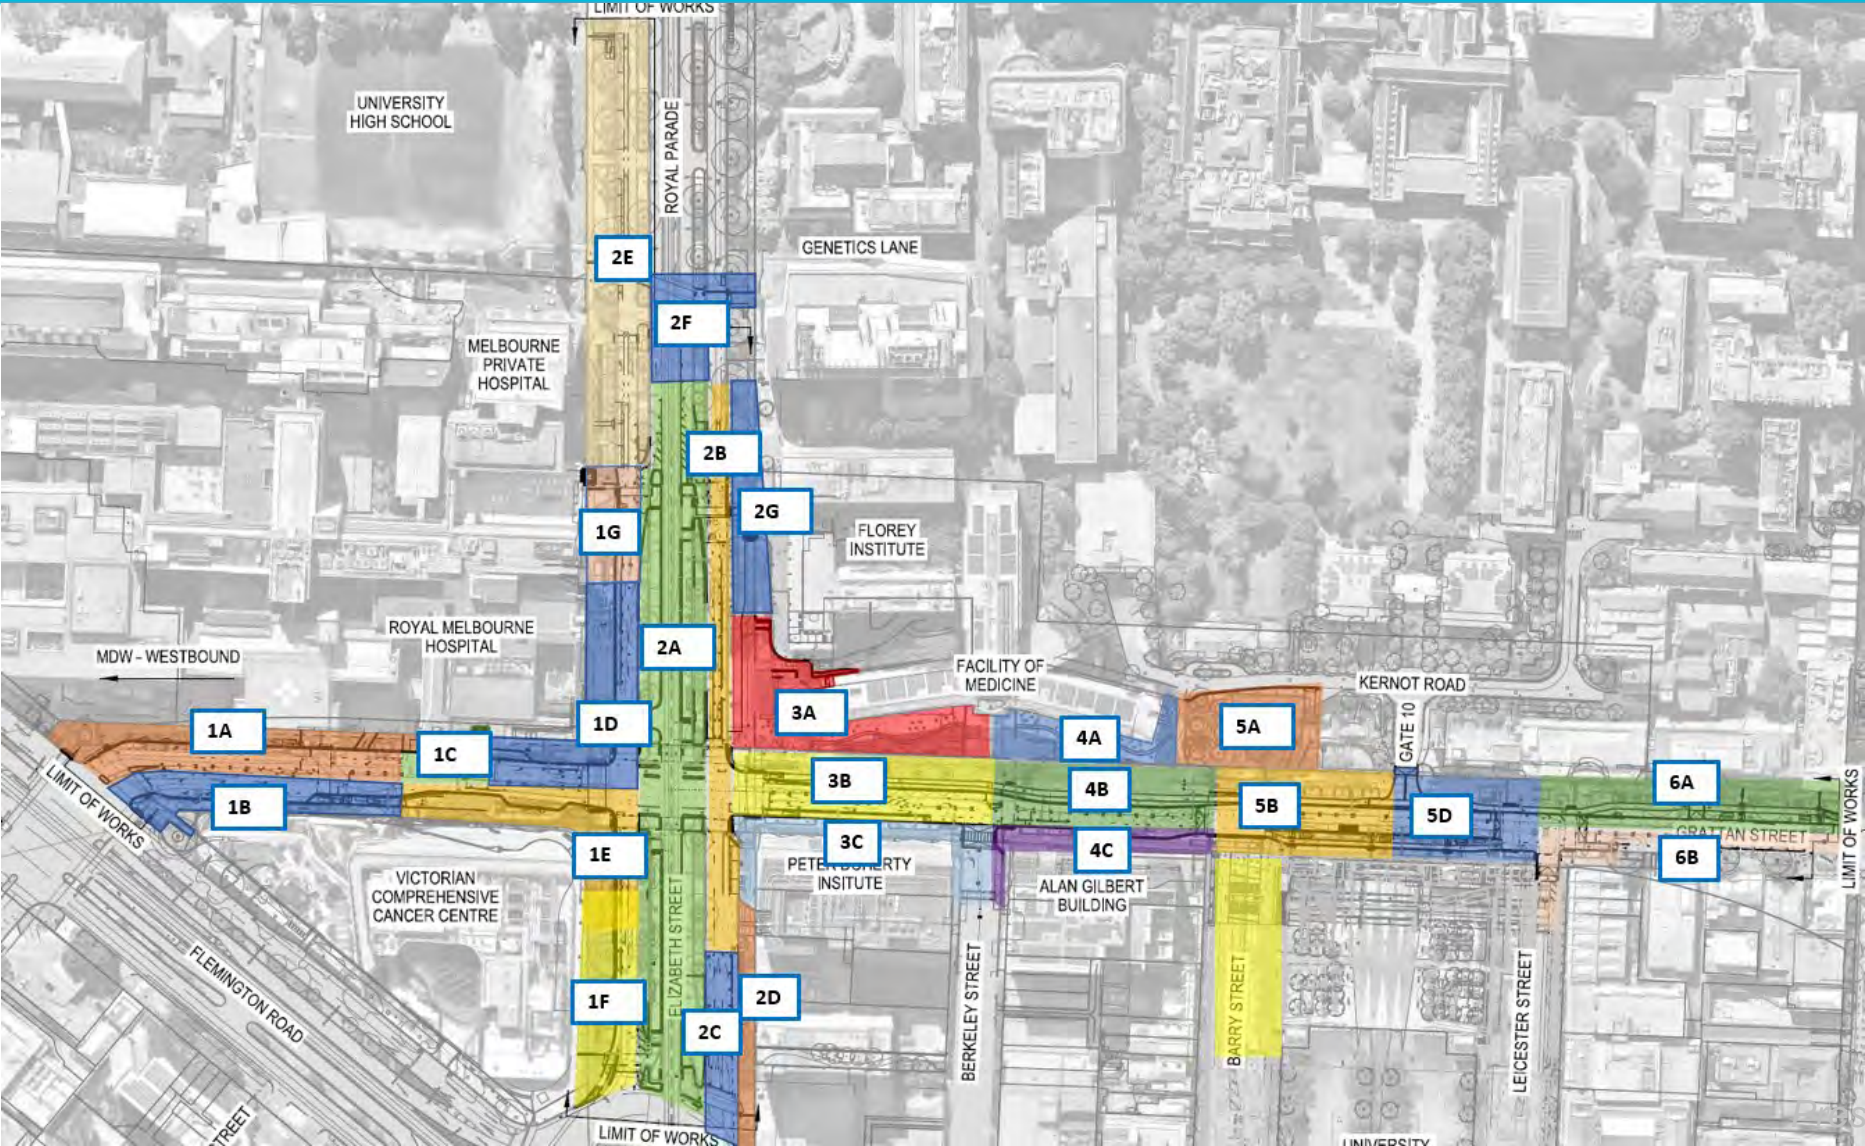 LIMIT OF WORKS
UNIVERSITY
HIGH SCHOOL
ROYAL PARADE
2E
GENETICS LANE
2F
MELBOURNE
PRIVATE
HOSPITAL
2B
2G
1G
FLOREY
INSTITUTE
ROYAL MELBOURNE
HOSPITAL
2A
MDW - WESTBOUND
FACILITY OF
MEDICINE
KERNOT ROAD
1A
1D
3A
4A
5A
GATE 10
1C
LIMIT OF WORKS
1B
3B
4B
5B
5D
6A
GRATTAN STREET
LIMIT OF WORKS
1E
3C
4C
6B
PETER DOHERTY
INSITUTE
VICTORIAN
COMPREHENSIVE
CANCER CENTRE
ALAN GILBERT
BUILDING
ELIZABETH STREET
FLEMINGTON ROAD
1F
2D
2C
BERKELEY STREET
BARRY STREET
LEICESTER STREET
LIMIT OF WORKS
STREET
UNIVERSITY